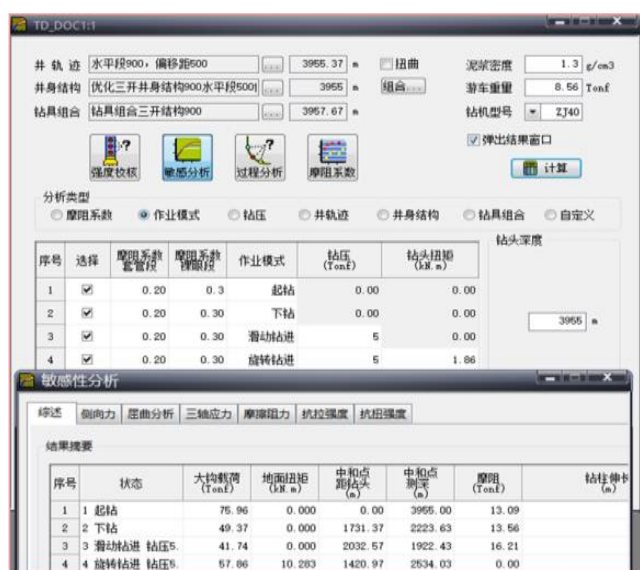 TD_DOC1:1
井 轨 迹 水平段900，偏移距500 ... 3955.37 m 扭曲 泥浆密度 1.3 g/cm3
井身结构 优化三开井身结构900水平段500 ... 3955 m 组合... 游车重量 8.56 Tonf
钻具组合 钻具组合三开结构900 ... 3957.67 m 钻机型号 ZJ40
强度校核 敏感分析 过程分析 摩阻系数 弹出结果窗口
计算
分析类型
摩阻系数 作业模式 钻压 井轨迹 井身结构 钻具组合 自定义
序号 选择 摩阻系数套管段 摩阻系数裸眼段 作业模式 钻压(Tonf) 钻头扭矩(kN.m) 钻头深度
1 0.20 0.3 起钻 0.00 0.00
2 0.20 0.30 下钻 0.00 0.00 3955 m
3 0.20 0.30 滑动钻进 5 0.00
4 0.20 0.30 旋转钻进 5 1.86
敏感性分析
综述 侧向力 屈曲分析 三轴应力 摩擦阻力 抗拉强度 抗扭强度
结果摘要
序号 状态 大钩载荷(Tonf) 地面扭矩(kN.m) 中和点距钻头(m) 中和点测深(m) 摩阻(Tonf) 钻柱伸长(m)
1 1 起钻 75.96 0.000 0.00 3955.00 13.09
2 2 下钻 49.37 0.000 1731.37 2223.63 13.56
3 3 滑动钻进 钻压5. 41.74 0.000 2032.57 1922.43 16.21
4 4 旋转钻进 钻压5. 57.86 10.283 1420.97 2534.03 0.00